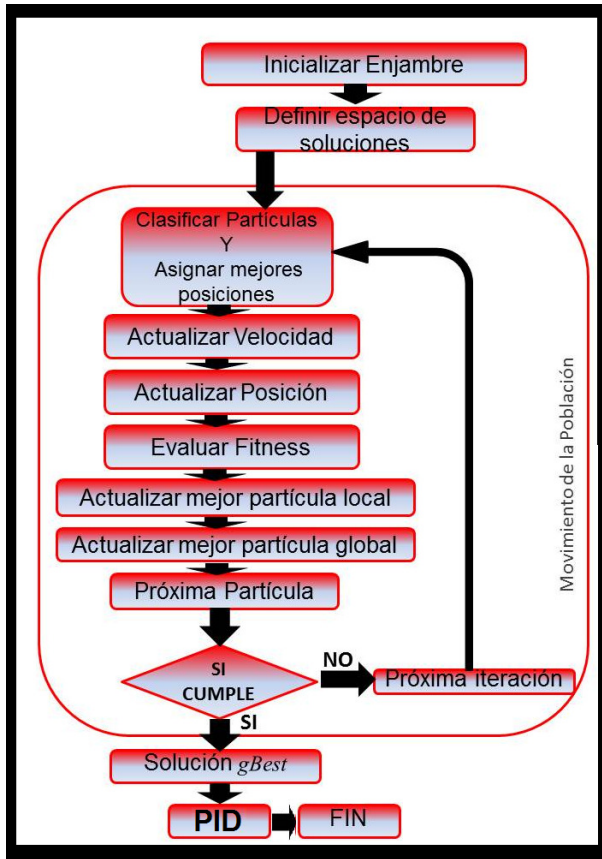 Inicializar Enjambre
Definir espacio de
soluciones
Clasificar Partículas
Y
Asignar mejores
posiciones
Actualizar Velocidad
Actualizar Posición
Evaluar Fitness
Actualizar mejor partícula local
Actualizar mejor partícula global
Próxima Partícula
SI
CUMPLE
NO
Próxima iteración
SI
Solución gBest
PID
FIN
Movimiento de la Población